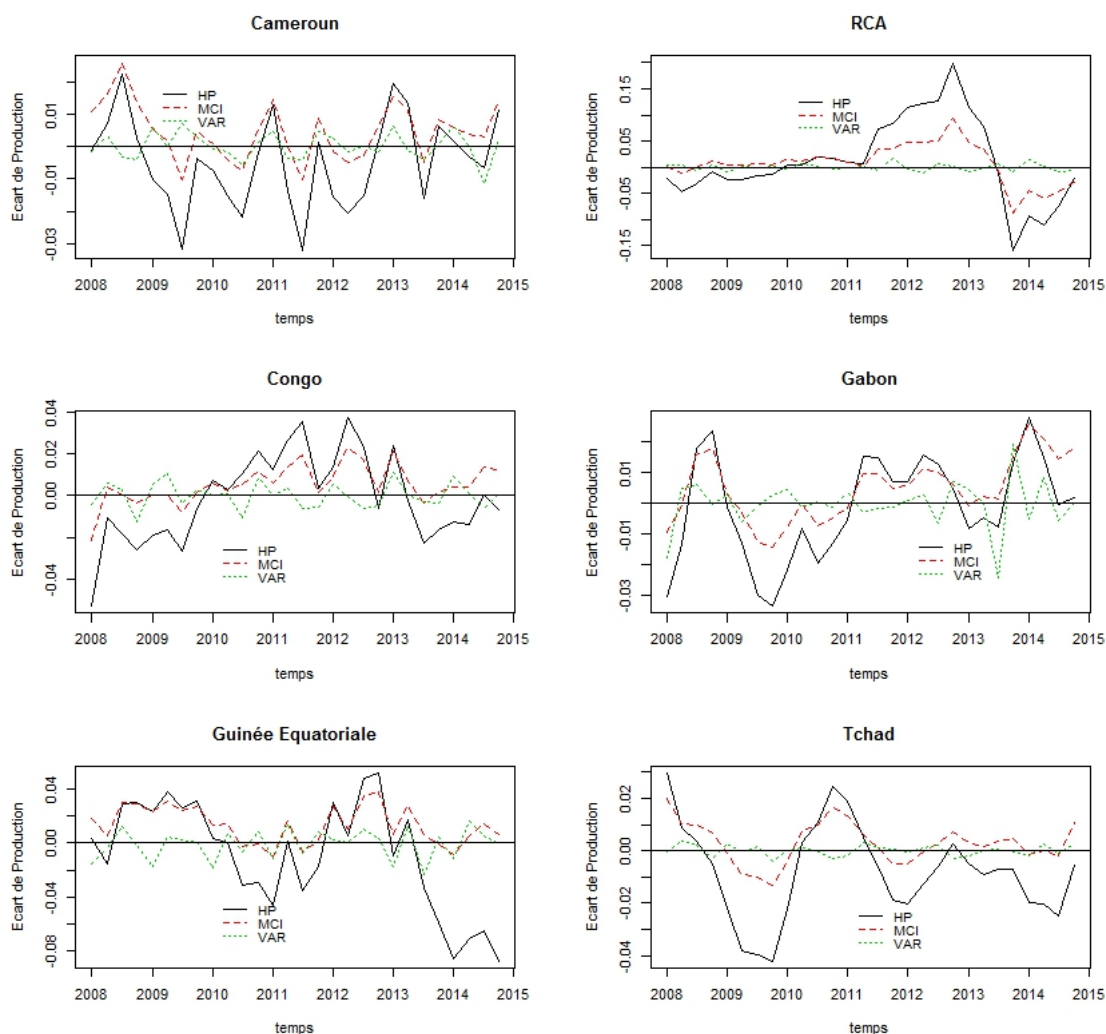 Cameroun
Ecart de Production
0.01
-0.01
-0.03
HP
MCI
VAR
2008 2009 2010 2011 2012 2013 2014 2015
temps
RCA
Ecart de Production
0.15
0.05
-0.05
-0.15
HP
MCI
VAR
2008 2009 2010 2011 2012 2013 2014 2015
temps
Congo
Ecart de Production
0.04
0.02
0.00
-0.04
HP
MCI
VAR
2008 2009 2010 2011 2012 2013 2014 2015
temps
Gabon
Ecart de Production
0.01
-0.01
-0.03
HP
MCI
VAR
2008 2009 2010 2011 2012 2013 2014 2015
temps
Guinée Equatoriale
Ecart de Production
0.04
0.00
-0.04
-0.08
HP
MCI
VAR
2008 2009 2010 2011 2012 2013 2014 2015
temps
Tchad
Ecart de Production
0.02
0.00
-0.02
-0.04
HP
MCI
VAR
2008 2009 2010 2011 2012 2013 2014 2015
temps